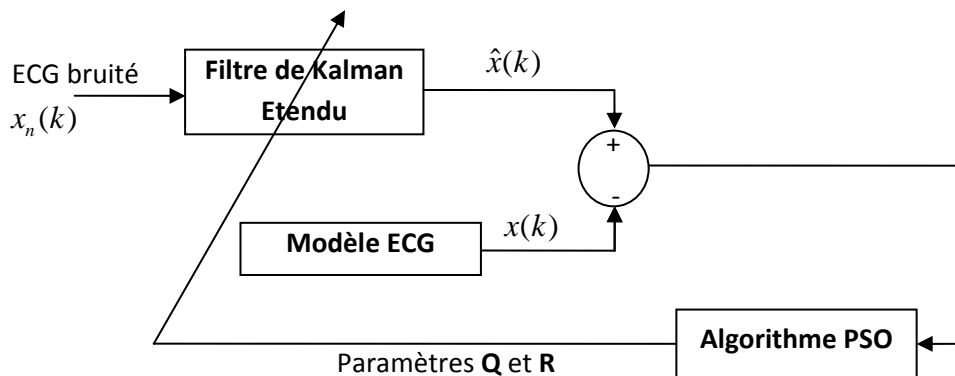 ECG bruité
x_n(k)
Filtre de Kalman
Etendu
x̂(k)
+
-
Modèle ECG
x(k)
Algorithme PSO
Paramètres Q et R